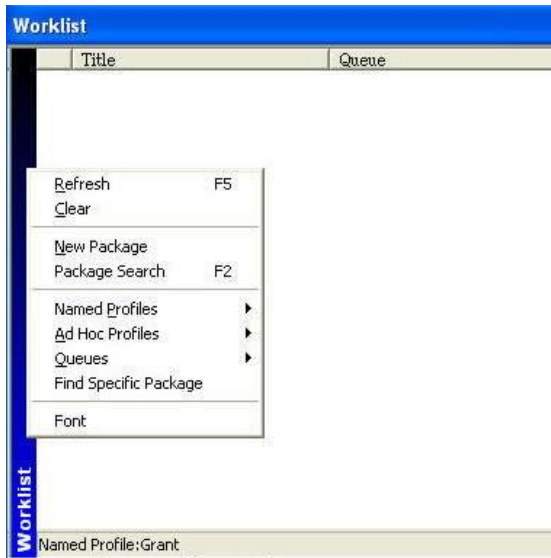 Worklist
Title Queue
Refresh F5
Clear
New Package
Package Search F2
Named Profiles
Ad Hoc Profiles
Queues
Find Specific Package
Font
Worklist
Named Profile:Grant